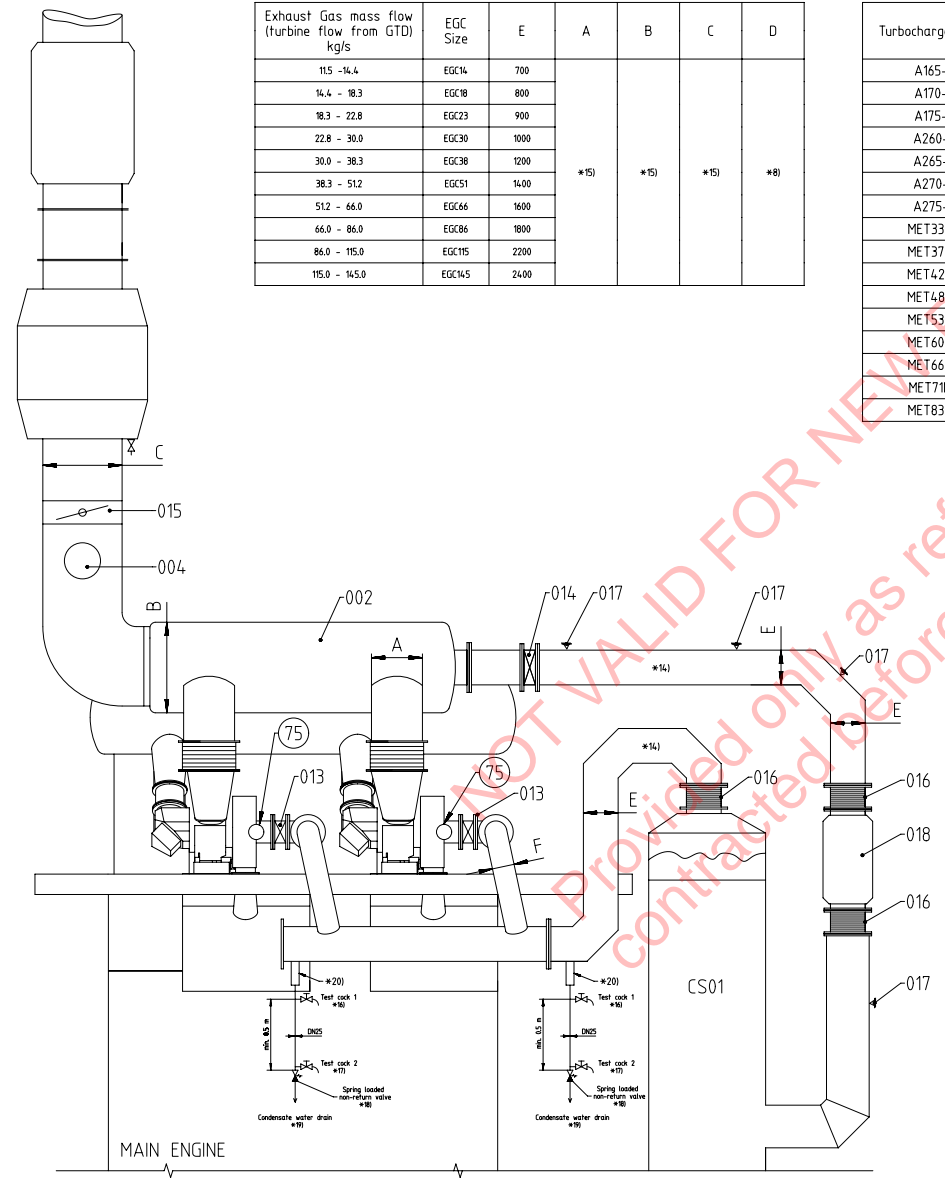 Exhaust Gas mass flow
(turbine flow from GTD)
kg/s
EGC
Size
E
A
B
C
D
11.5 -14.4 EGC14 700
14.4 - 18.3 EGC18 800
18.3 - 22.8 EGC23 900
22.8 - 30.0 EGC30 1000
30.0 - 38.3 EGC38 1200
38.3 - 51.2 EGC51 1400
51.2 - 66.0 EGC66 1600
66.0 - 86.0 EGC86 1800
86.0 - 115.0 EGC115 2200
115.0 - 145.0 EGC145 2400
*15) *15) *15) *8)
Turbocharge
A165-
A170-
A175-
A260-
A265-
A270-
A275-
MET33
MET37
MET42
MET48
MET53
MET60
MET66
MET71
MET83
NOT VALID FOR NEW
Provided only as ref
contracted before
C
015
004
B
002
A
014
017
017
E
*14)
017
E
*14)
016
016
75
013
75
013
E
F
018
016
CS01
017
*20)
Test cock 1
*16)
min. 0.5 m
DN25
Test cock 2
*17)
Spring loaded
non-return valve
*18)
Condensate water drain
*19)
*20)
Test cock 1
*16)
min. 0.5 m
DN25
Test cock 2
*17)
Spring loaded
non-return valve
*18)
Condensate water drain
*19)
MAIN ENGINE